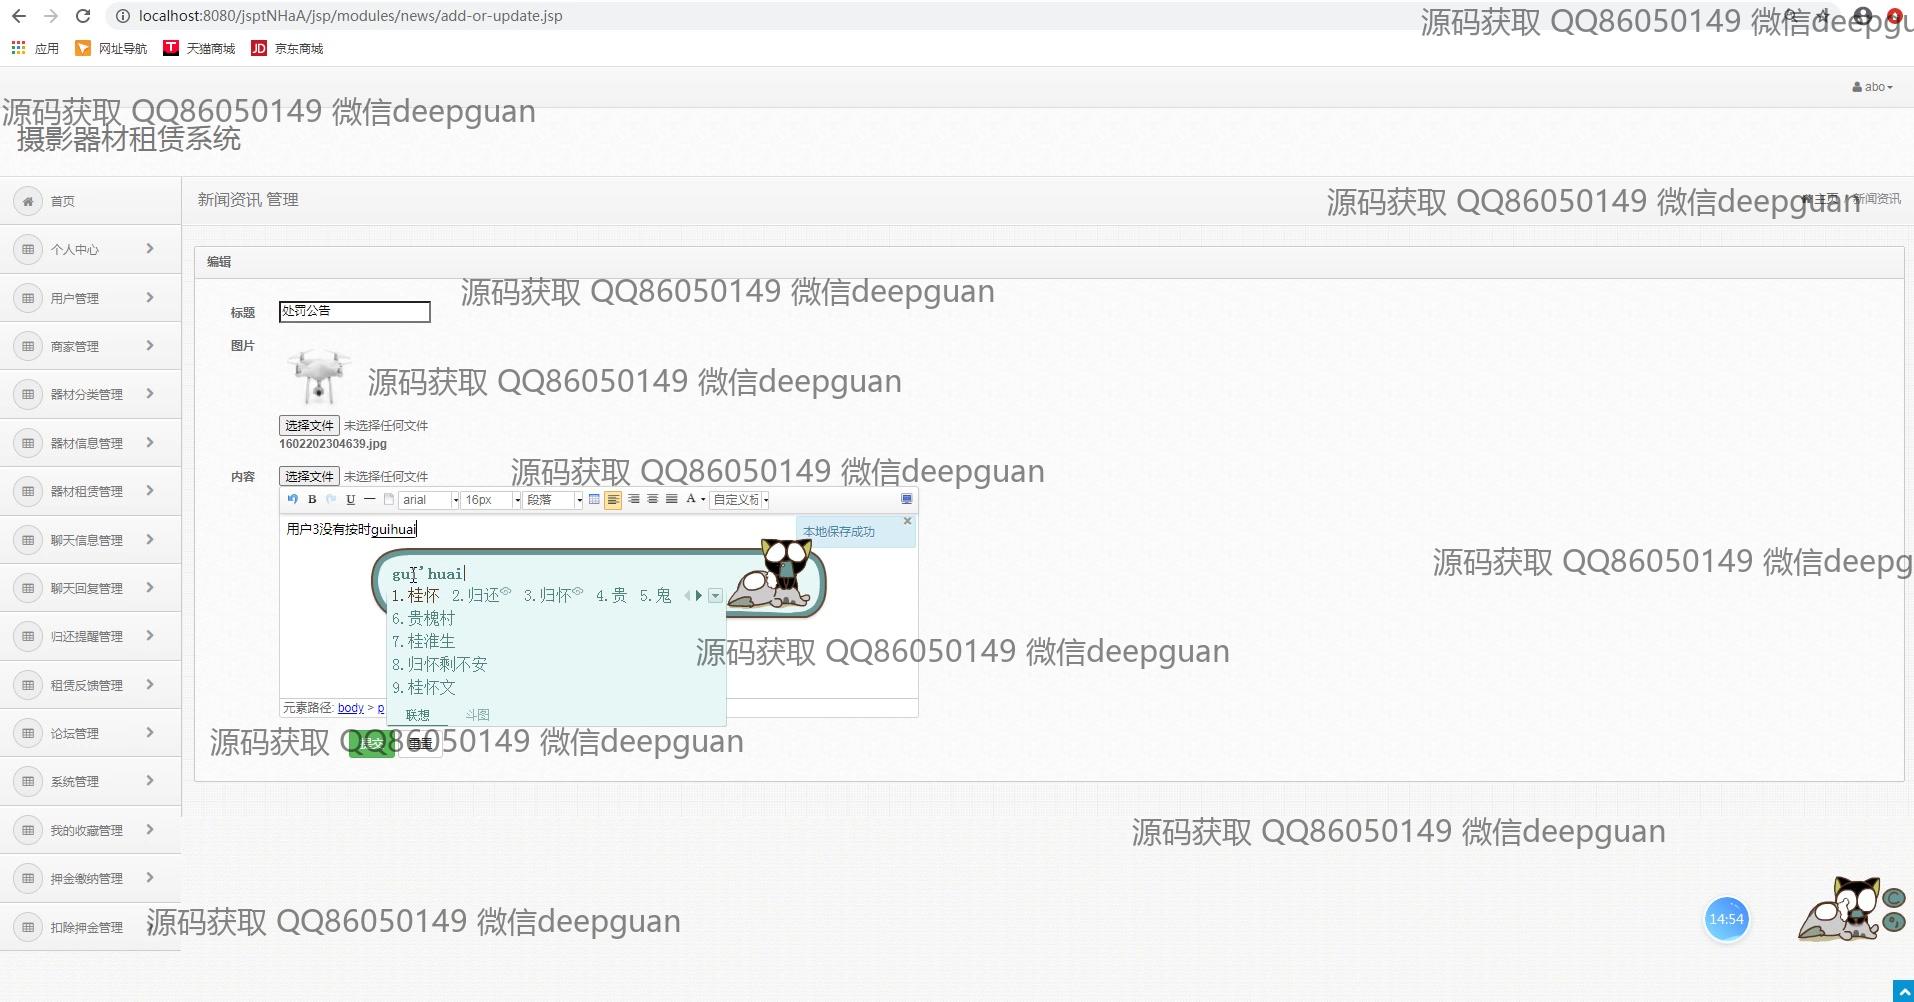 localhost:8080/jsptNHaA/jsp/modules/news/add-or-update.jsp
源码获取 QQ86050149 微信deepgu
应用 网址导航 天猫商城 JD 京东商城
abo
源码获取 QQ86050149 微信deepguan
摄影器材租赁系统
首页
新闻资讯 管理
源码获取 QQ86050149 微信deepguan
主页 新闻资讯
个人中心
编辑
用户管理
源码获取 QQ86050149 微信deepguan
标题 处罚公告
商家管理
图片
源码获取 QQ86050149 微信deepguan
器材分类管理
选择文件 未选择任何文件
1602202304639.jpg
器材信息管理
内容 选择文件 未选择任何文件
源码获取 QQ86050149 微信deepguan
器材租赁管理
B U arial 16px 段落 A 自定义标
用户3没有按时guihuai
本地保存成功
聊天信息管理
源码获取 QQ86050149 微信deepg
gui'huai
聊天回复管理
1.桂怀 2.归还 3.归怀 4.贵 5.鬼
6.贵槐村
归还提醒管理
7.桂淮生
源码获取 QQ86050149 微信deepguan
8.归怀剩不安
租赁反馈管理
9.桂怀文
元素路径: body > p
联想 斗图
论坛管理
源码获取 QQ86050149 微信deepguan
提交 重置
系统管理
我的收藏管理
源码获取 QQ86050149 微信deepguan
押金缴纳管理
扣除押金管理
源码获取 QQ86050149 微信deepguan
14:54